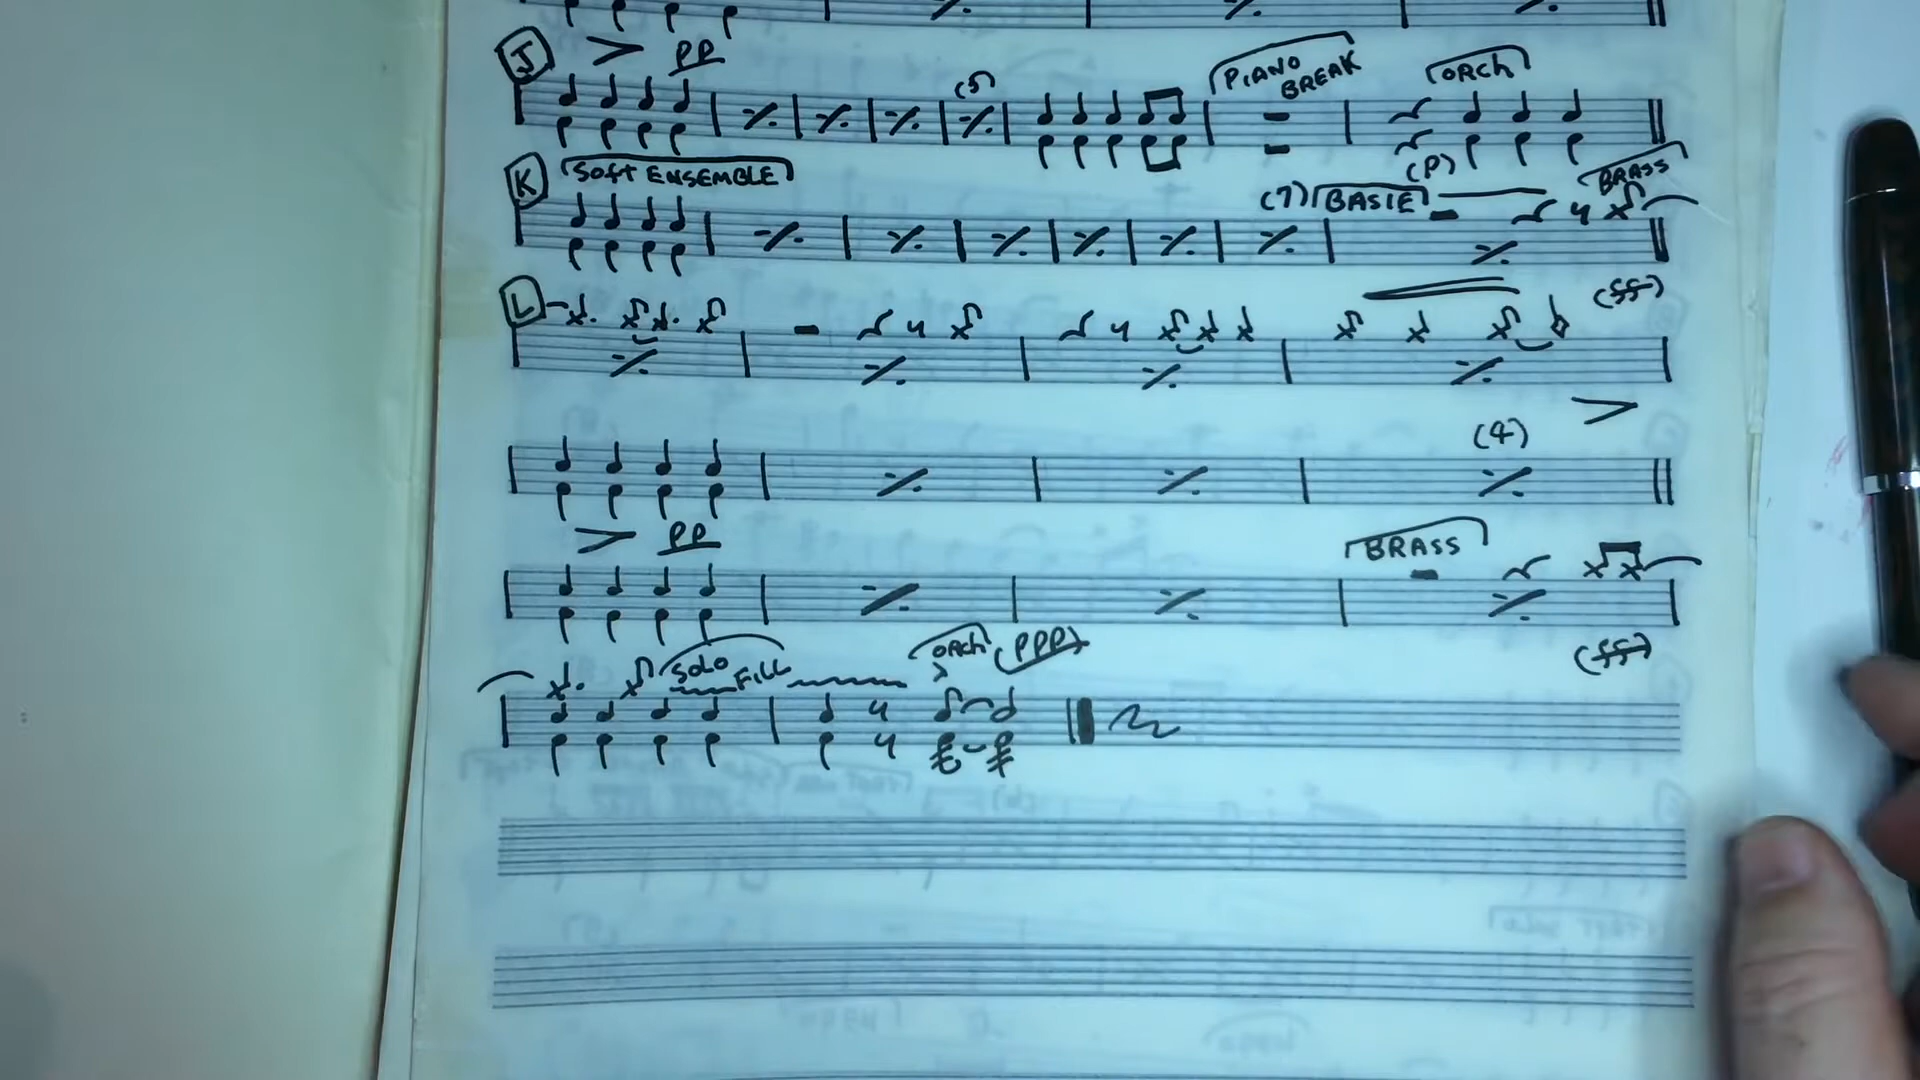 J > pp (5) PIANO BREAK ORCH
(P)
K Soft ENSEMBLE (7) BASIE BRASS
L (ff)
(4) >
> pp BRASS
(ff)
SOLO FILL ORCH (PPP)
>